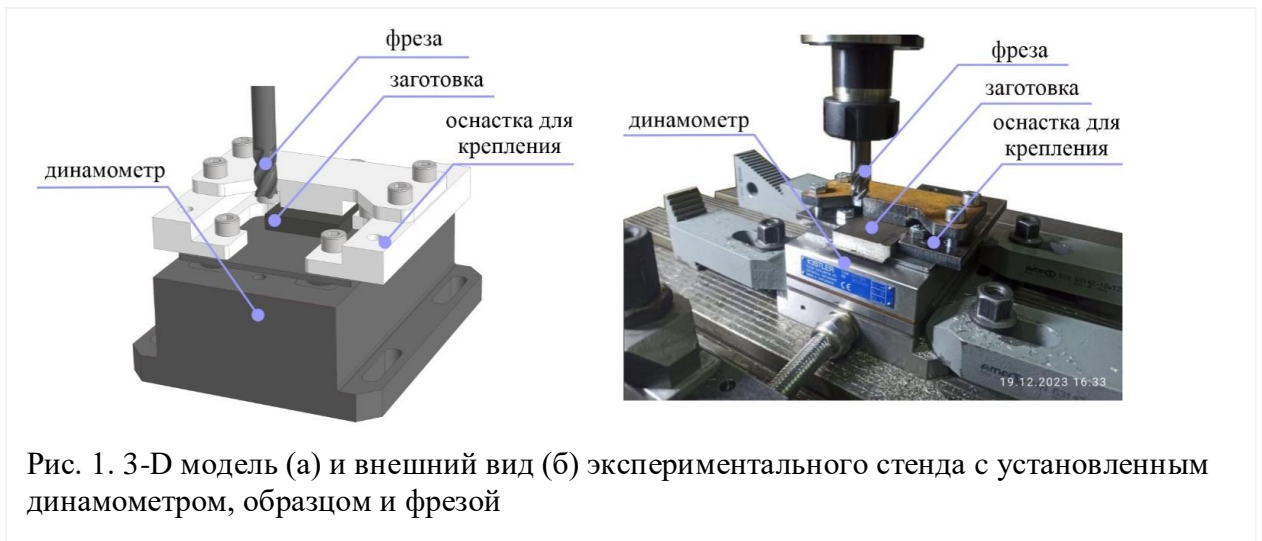 фреза
заготовка
оснастка для
крепления
динамометр
фреза
заготовка
динамометр
оснастка для
крепления
KISTLER
CE
19.12.2023 16:33
Рис. 1. 3-D модель (а) и внешний вид (б) экспериментального стенда с установленным
динамометром, образцом и фрезой